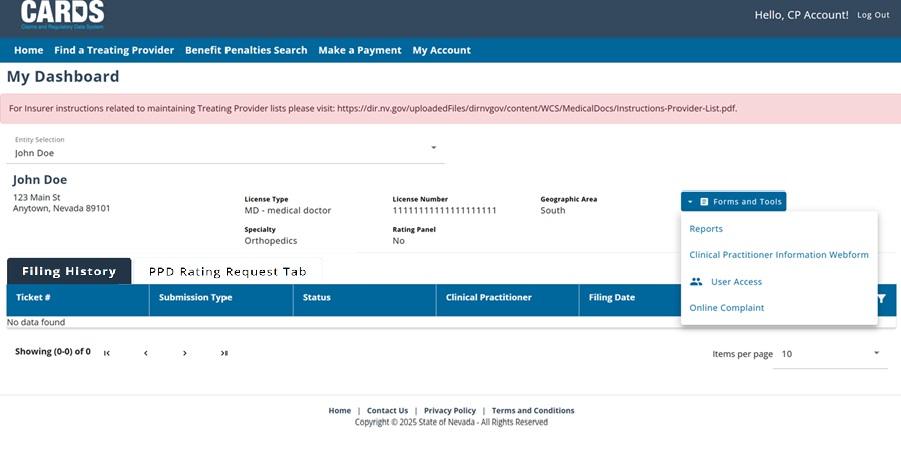 CARDS
Claims and Regulatory Data System
Hello, CP Account! Log Out
Home Find a Treating Provider Benefit Penalties Search Make a Payment My Account
My Dashboard
For Insurer instructions related to maintaining Treating Provider lists please visit: https://dir.nv.gov/uploadedFiles/dirnvgov/content/WCS/MedicalDocs/Instructions-Provider-List.pdf.
Entity Selection
John Doe
John Doe
123 Main St
Anytown, Nevada 89101
License Type
MD - medical doctor
License Number
11111111111111111111
Geographic Area
South
Specialty
Orthopedics
Rating Panel
No
Forms and Tools
Reports
Clinical Practitioner Information Webform
User Access
Online Complaint
Filing History PPD Rating Request Tab
Ticket # Submission Type Status Clinical Practitioner Filing Date
No data found
Showing (0-0) of 0
Items per page 10
Home | Contact Us | Privacy Policy | Terms and Conditions
Copyright © 2025 State of Nevada - All Rights Reserved